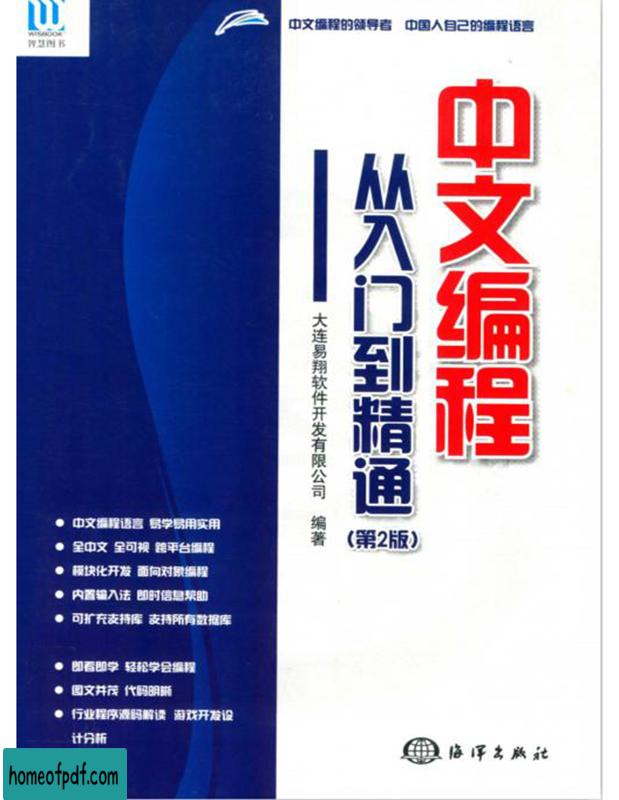 WISBOOK
智慧图书
中文编程的领导者 中国人自己的编程语言
中文编程
从入门到精通
（第2版）
大连易翔软件开发有限公司 编著
中文编程语言 易学易用实用
全中文 全可视 跨平台编程
模块化开发 面向对象编程
内置输入法 即时信息帮助
可扩充支持库 支持所有数据库
即看即学 轻松学会编程
图文并茂 代码明晰
行业程序源码解读 游戏开发设
计分析
海洋出版社
homeofpdf.com